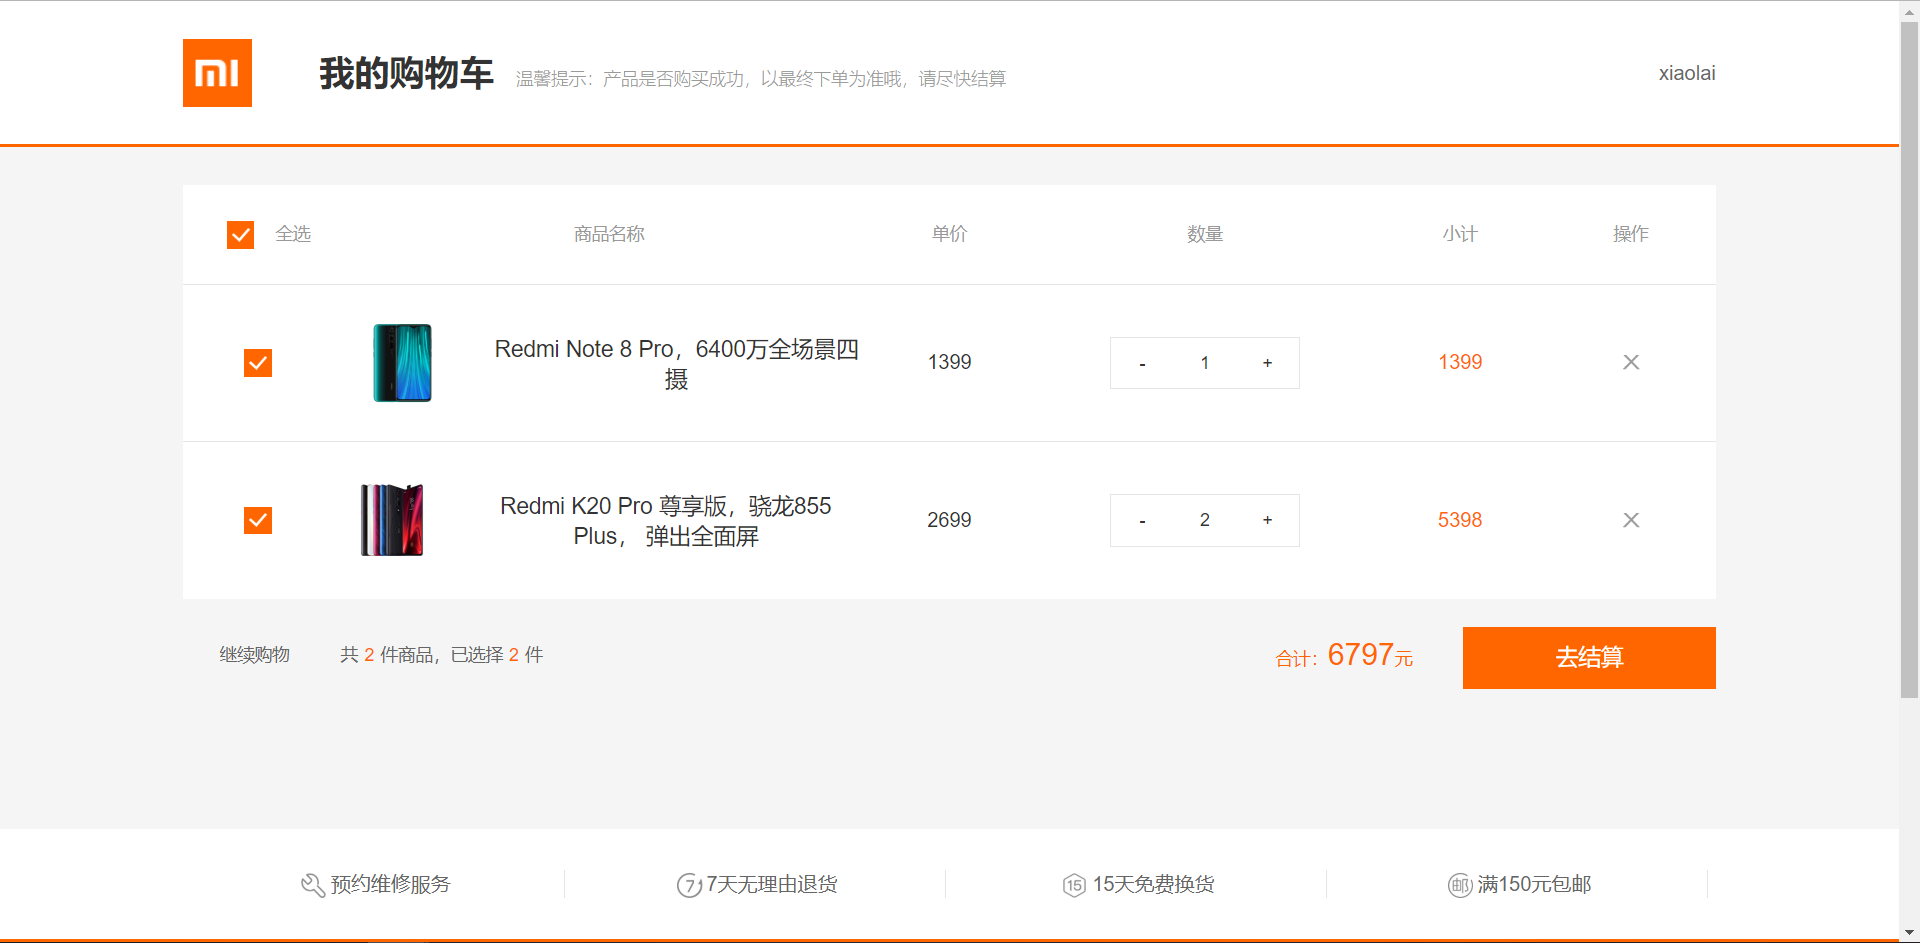 mi
我的购物车 温馨提示：产品是否购买成功，以最终下单为准哦，请尽快结算 xiaolai
全选 商品名称 单价 数量 小计 操作
Redmi Note 8 Pro，6400万全场景四
摄
1399 - 1 + 1399
Redmi K20 Pro 尊享版，骁龙855
Plus， 弹出全面屏
2699 - 2 + 5398
继续购物 共 2 件商品，已选择 2 件 合计：6797元 去结算
预约维修服务 7 7天无理由退货 15 15天免费换货 邮 满150元包邮